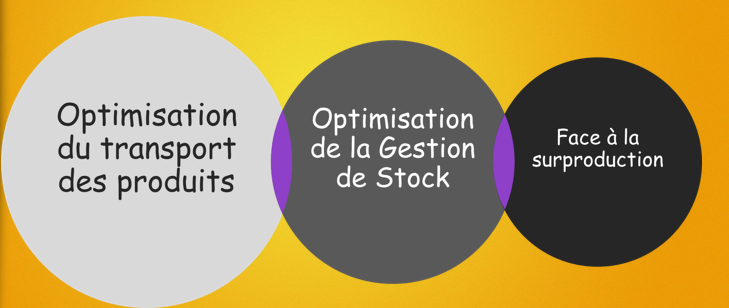 Optimisation
du transport
des produits
Optimisation
de la Gestion
de Stock
Face à la
surproduction